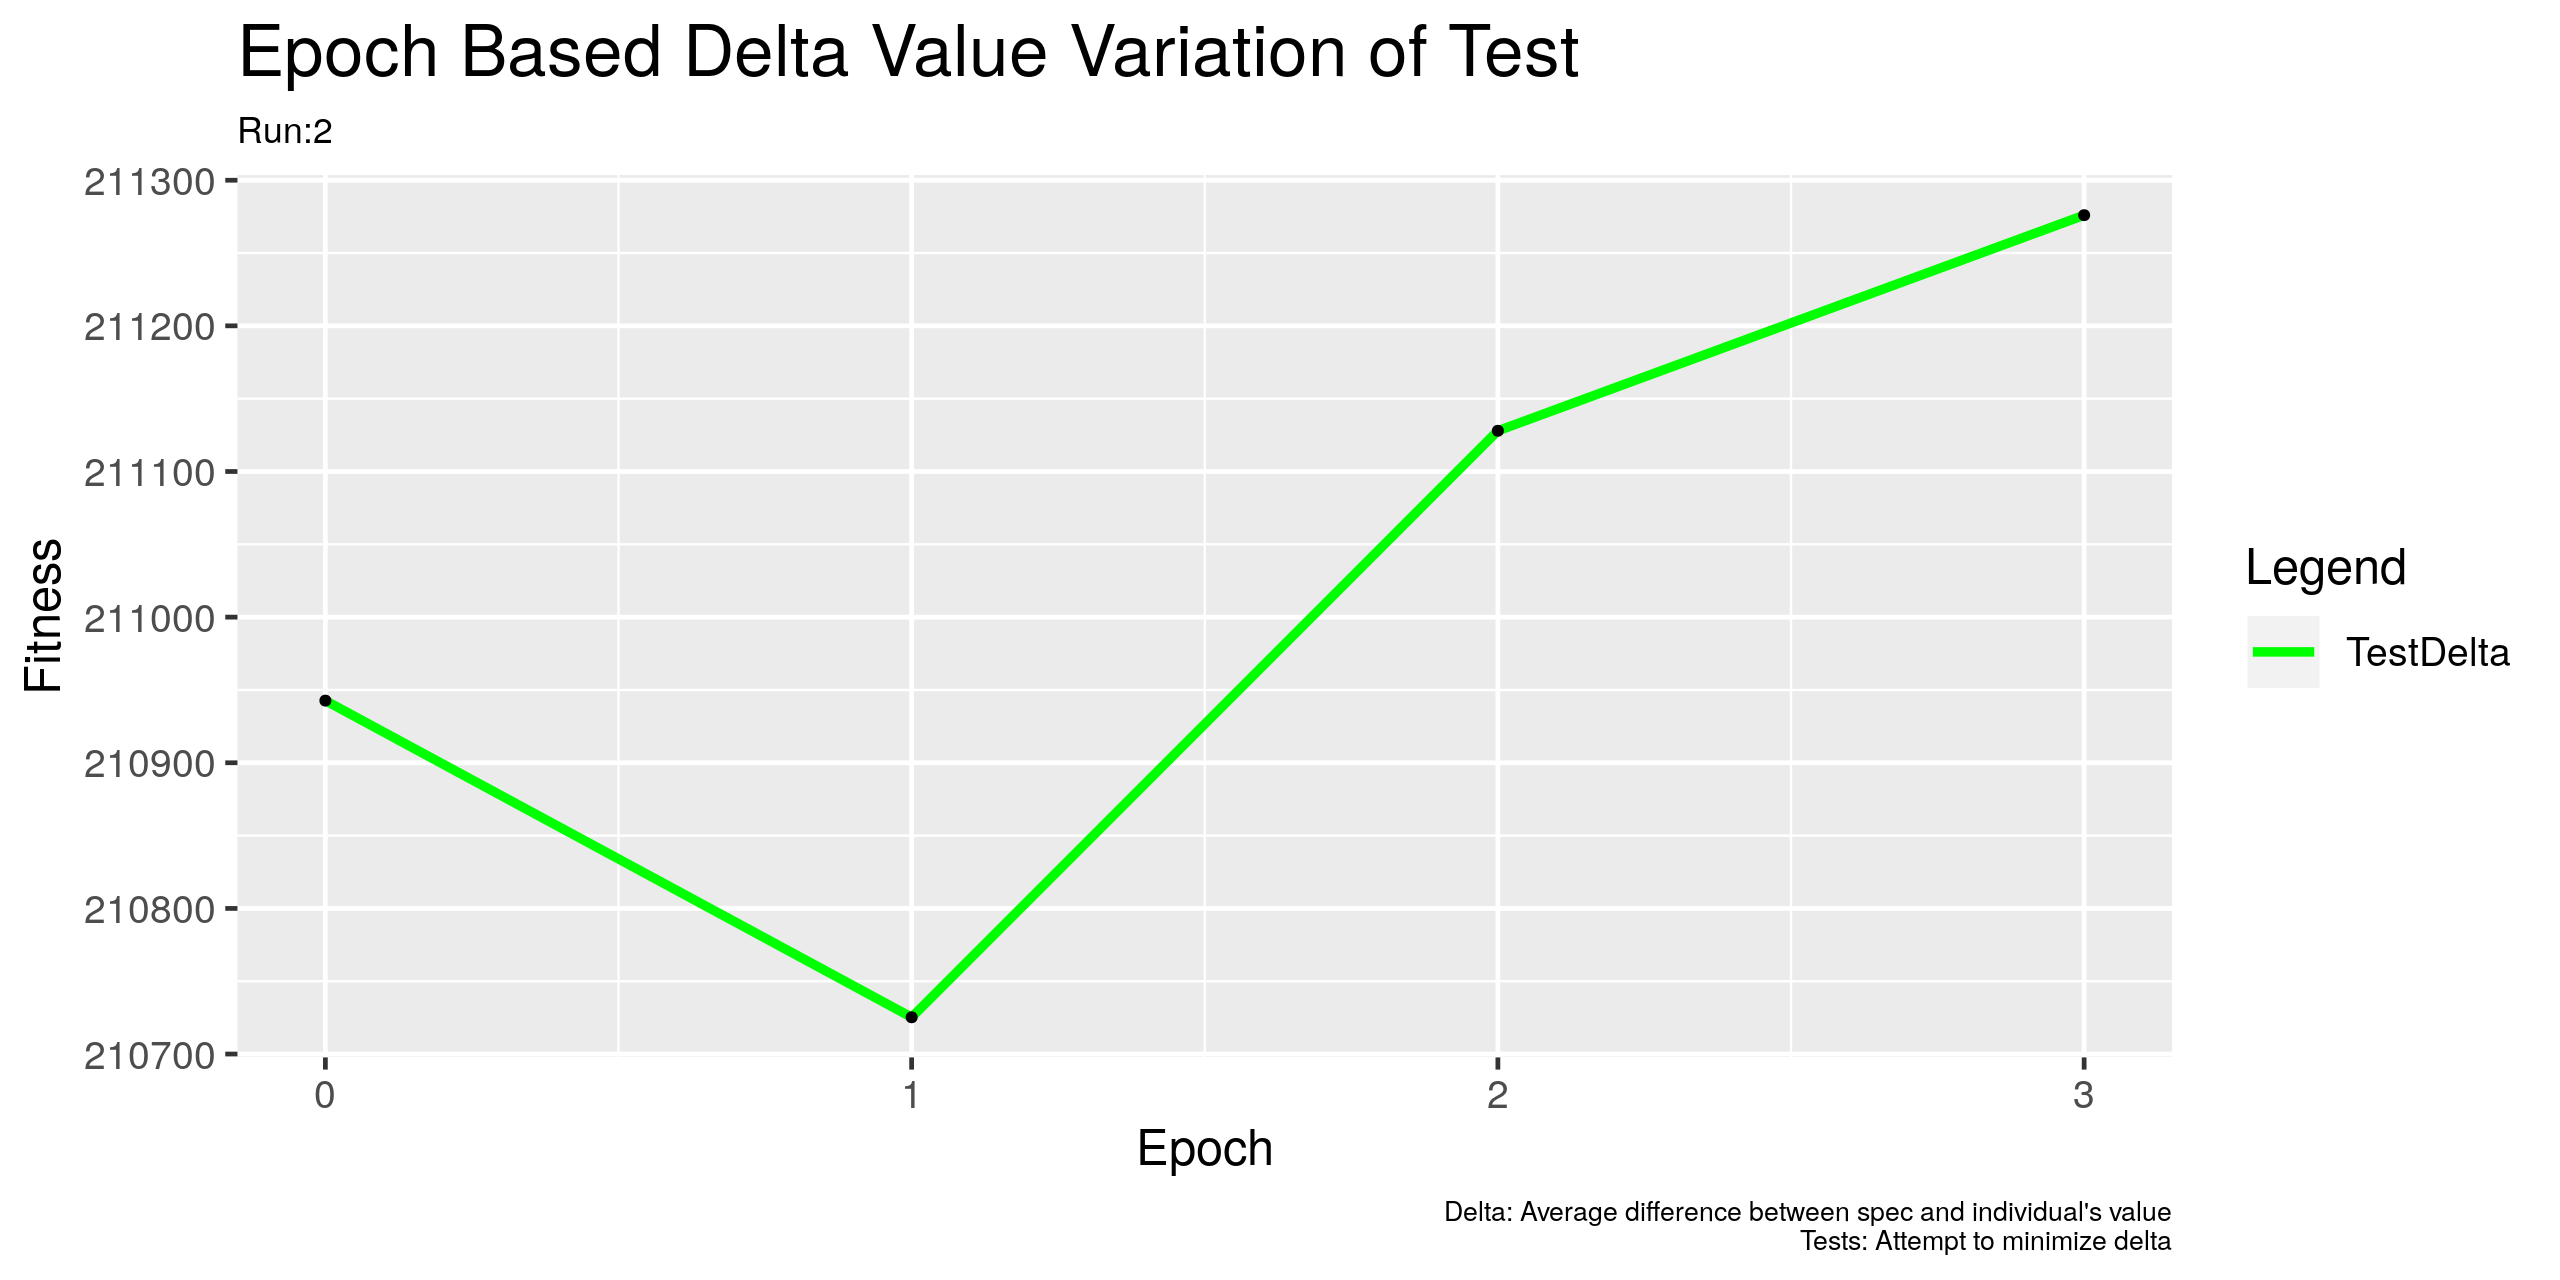 Epoch Based Delta Value Variation of Test
Run:2
211300
211200
211100
211000
210900
210800
210700
Fitness
0 1 2 3
Epoch
Legend
TestDelta
Delta: Average difference between spec and individual's value
Tests: Attempt to minimize delta